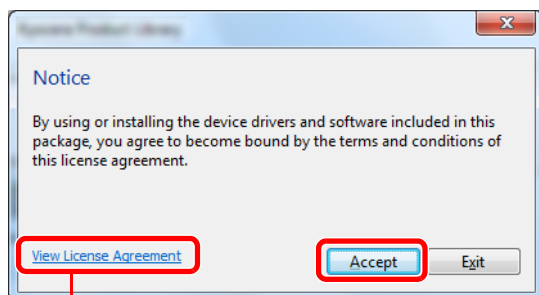 Notice
By using or installing the device drivers and software included in this
package, you agree to become bound by the terms and conditions of
this license agreement.
View License Agreement
Accept
Exit